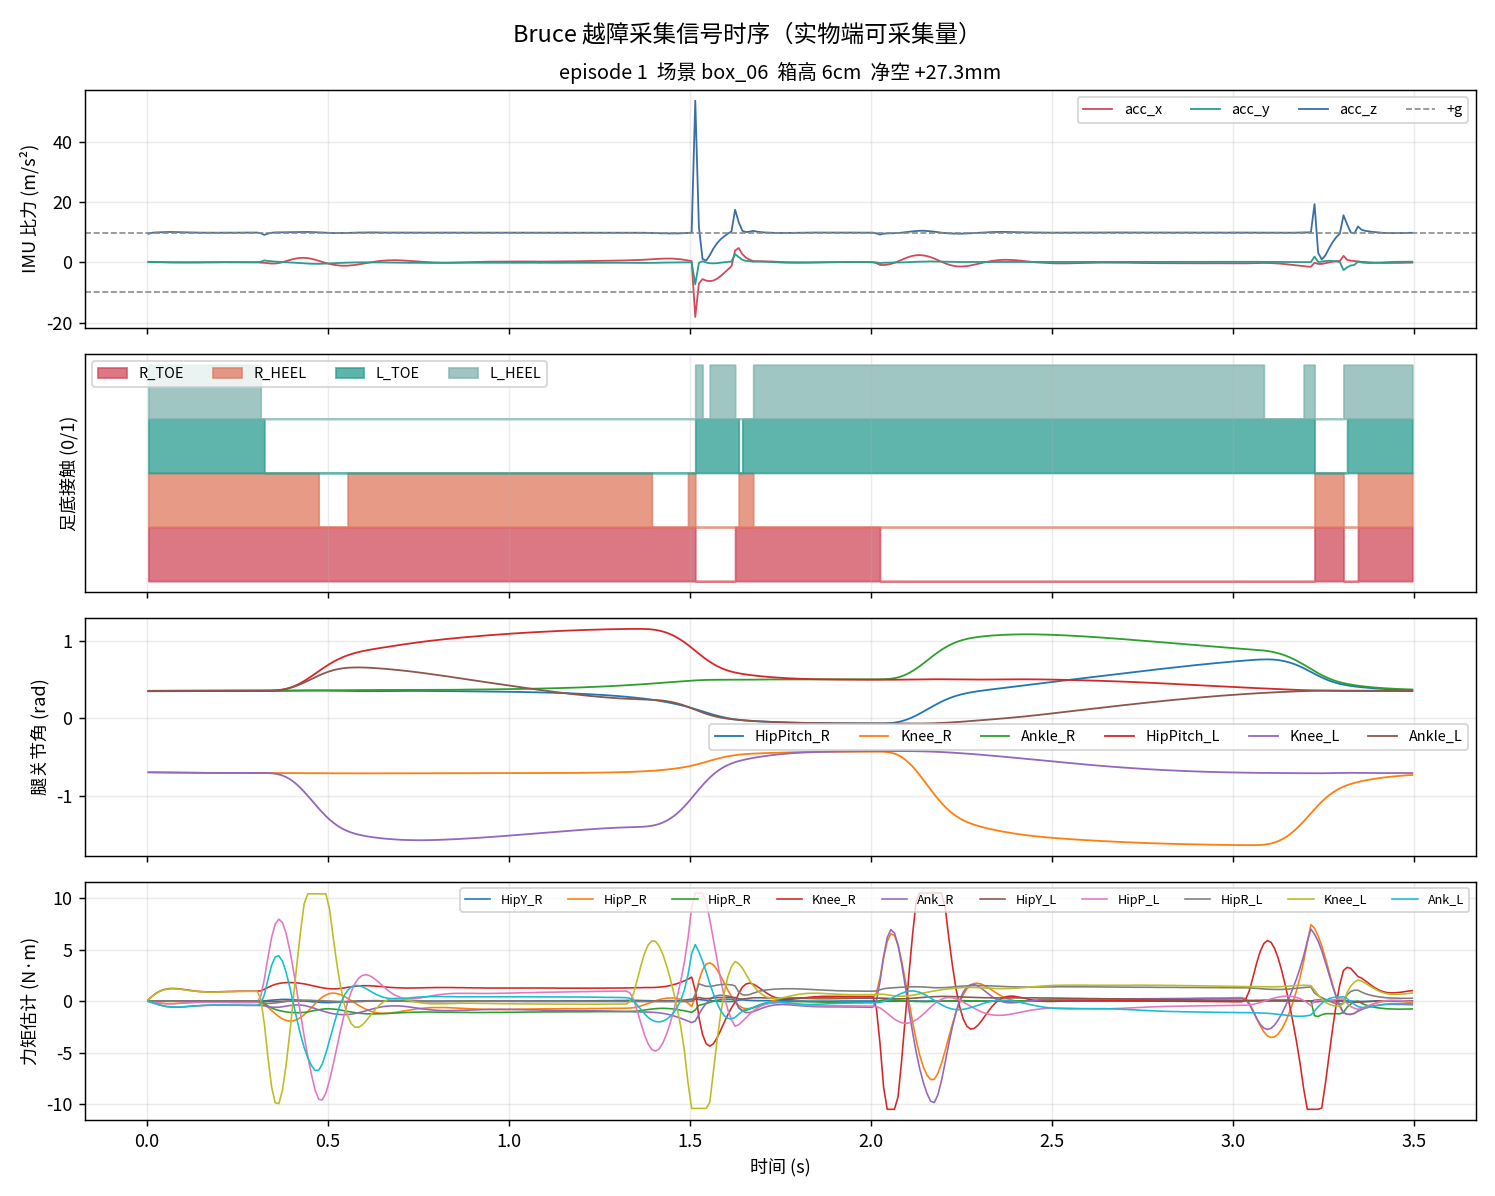 Bruce 越障采集信号时序（实物端可采集量）
episode 1 场景 box_06 箱高 6cm 净空 +27.3mm
IMU 比力 (m/s²)
40
20
0
-20
acc_x acc_y acc_z +g
足底接触 (0/1)
R_TOE R_HEEL L_TOE L_HEEL
腿关节角 (rad)
1
0
-1
HipPitch_R Knee_R Ankle_R HipPitch_L Knee_L Ankle_L
力矩估计 (N·m)
10
5
0
-5
-10
HipY_R HipP_R HipR_R Knee_R Ank_R HipY_L HipP_L HipR_L Knee_L Ank_L
0.0 0.5 1.0 1.5 2.0 2.5 3.0 3.5
时间 (s)